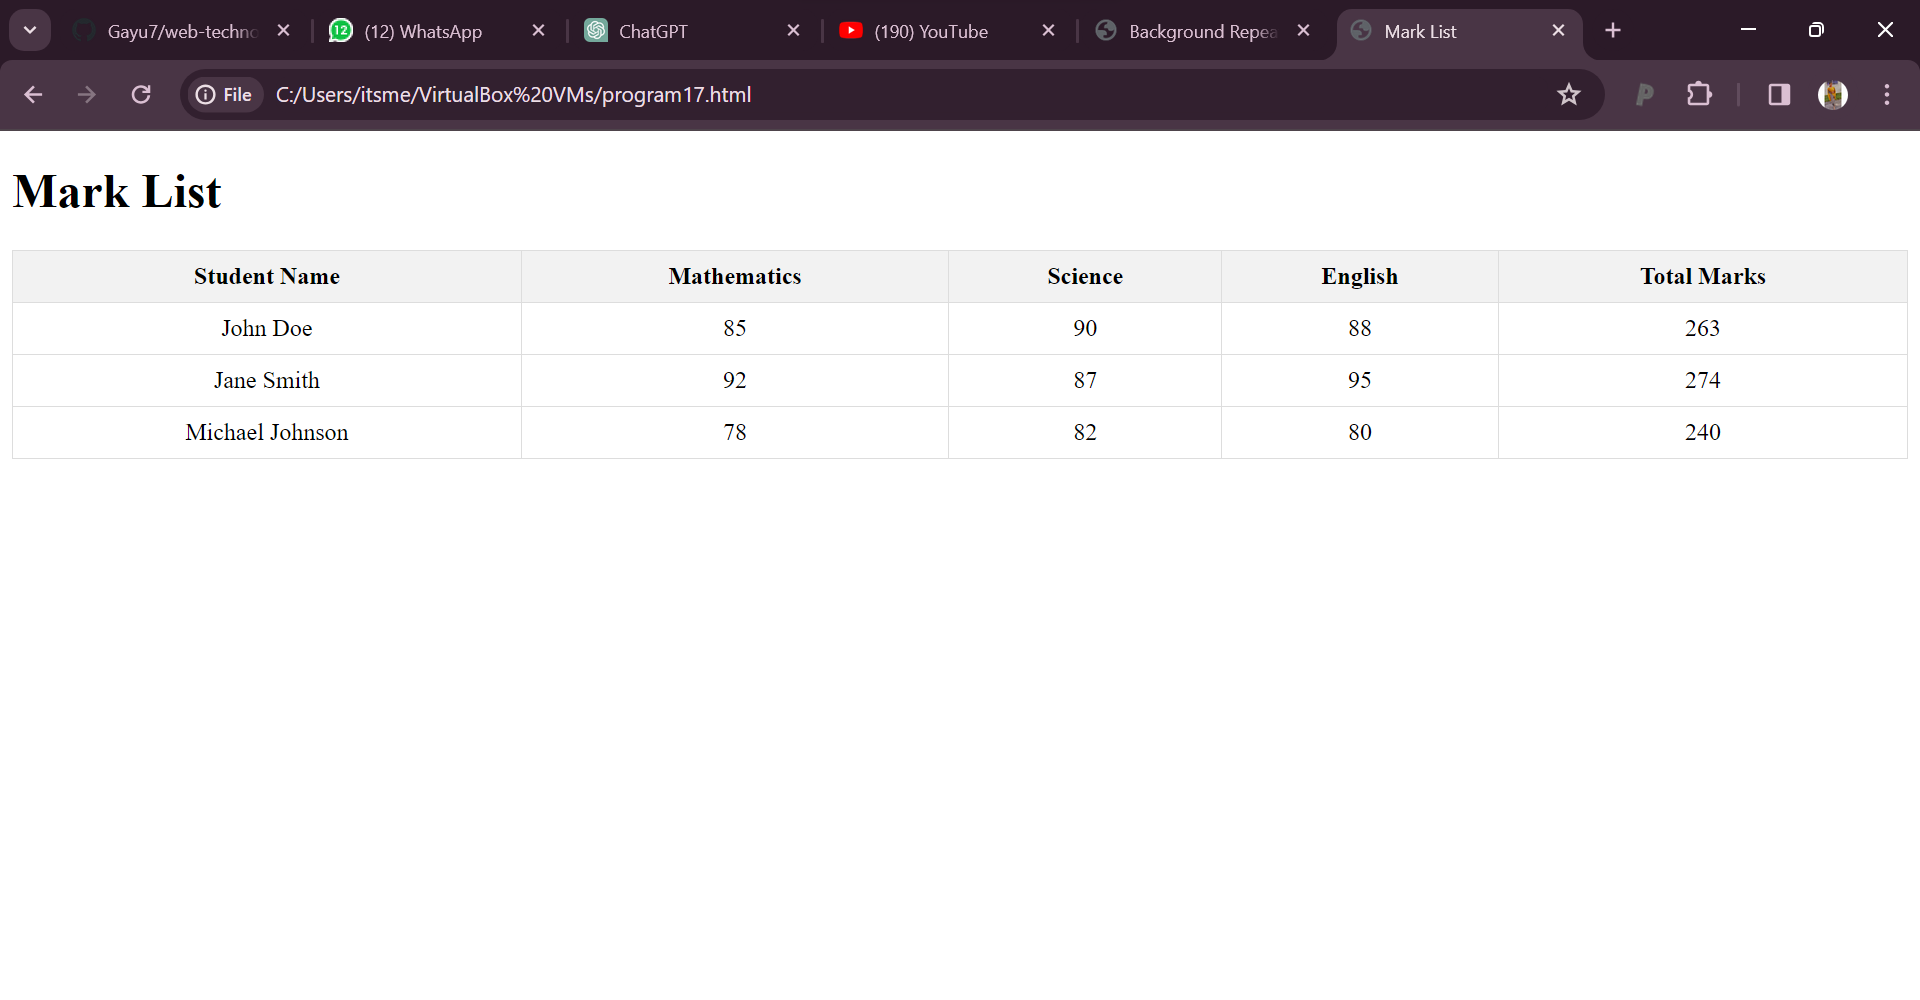 Gayu7/web-techno
12 (12) WhatsApp
ChatGPT
(190) YouTube
Background Repea
Mark List
File C:/Users/itsme/VirtualBox%20VMs/program17.html
P
Mark List
Student Name Mathematics Science English Total Marks
John Doe 85 90 88 263
Jane Smith 92 87 95 274
Michael Johnson 78 82 80 240